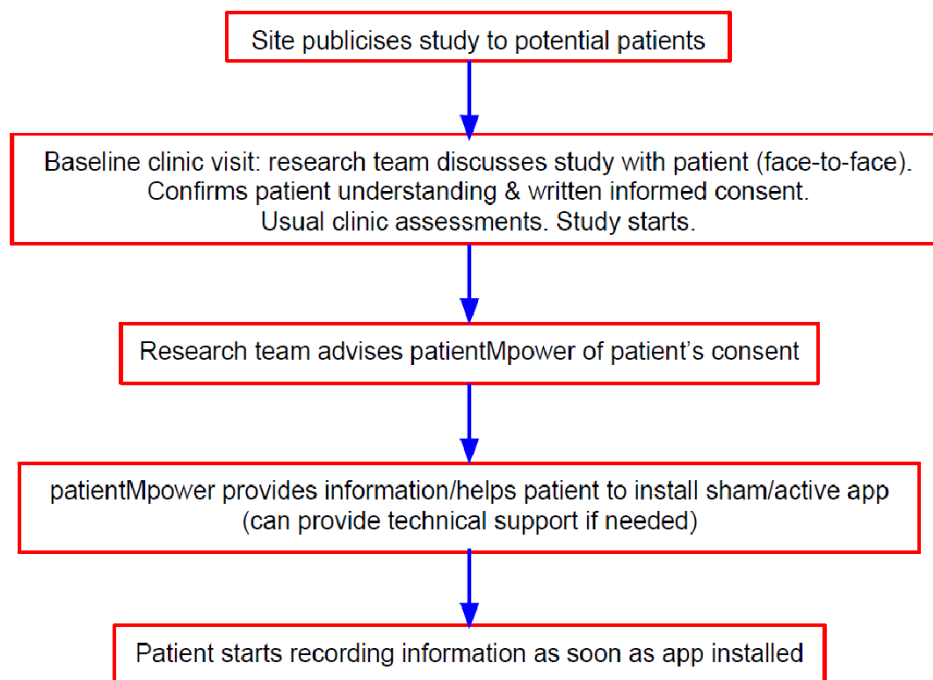 Site publicises study to potential patients
Baseline clinic visit: research team discusses study with patient (face-to-face).
Confirms patient understanding & written informed consent.
Usual clinic assessments. Study starts.
Research team advises patientMpower of patient's consent
patientMpower provides information/helps patient to install sham/active app
(can provide technical support if needed)
Patient starts recording information as soon as app installed